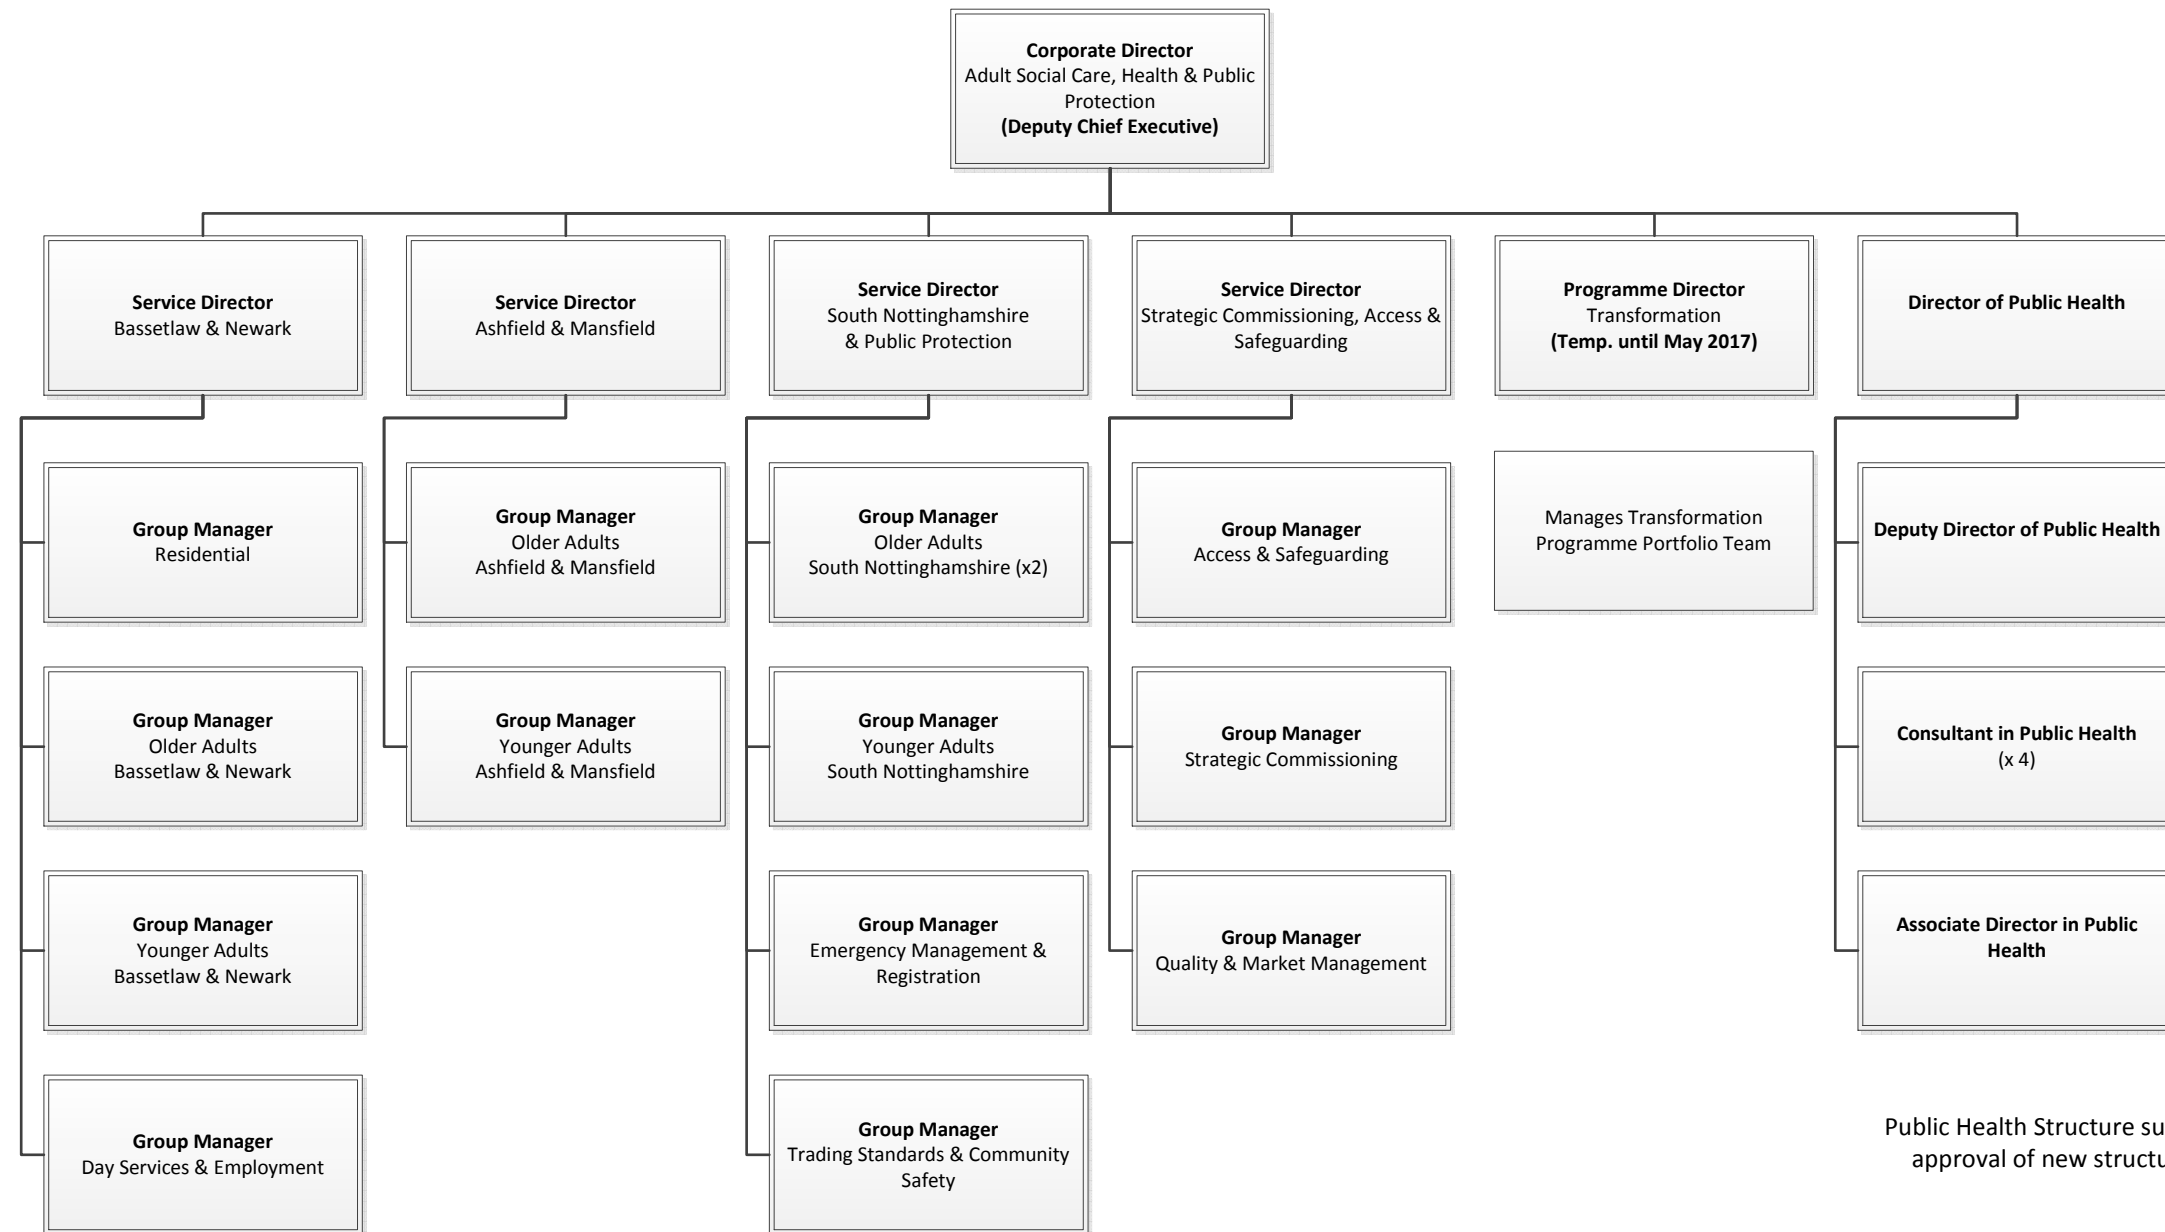 Corporate Director
Adult Social Care, Health & Public
Protection
(Deputy Chief Executive)
Service Director
Bassetlaw & Newark
Service Director
Ashfield & Mansfield
Service Director
South Nottinghamshire
& Public Protection
Service Director
Strategic Commissioning, Access &
Safeguarding
Programme Director
Transformation
(Temp. until May 2017)
Director of Public Health
Group Manager
Residential
Group Manager
Older Adults
Ashfield & Mansfield
Group Manager
Older Adults
South Nottinghamshire (x2)
Group Manager
Access & Safeguarding
Manages Transformation
Programme Portfolio Team
Deputy Director of Public Health
Group Manager
Older Adults
Bassetlaw & Newark
Group Manager
Younger Adults
Ashfield & Mansfield
Group Manager
Younger Adults
South Nottinghamshire
Group Manager
Strategic Commissioning
Consultant in Public Health
(x 4)
Group Manager
Younger Adults
Bassetlaw & Newark
Group Manager
Emergency Management &
Registration
Group Manager
Quality & Market Management
Associate Director in Public
Health
Group Manager
Day Services & Employment
Group Manager
Trading Standards & Community
Safety
Public Health Structure
approval of new